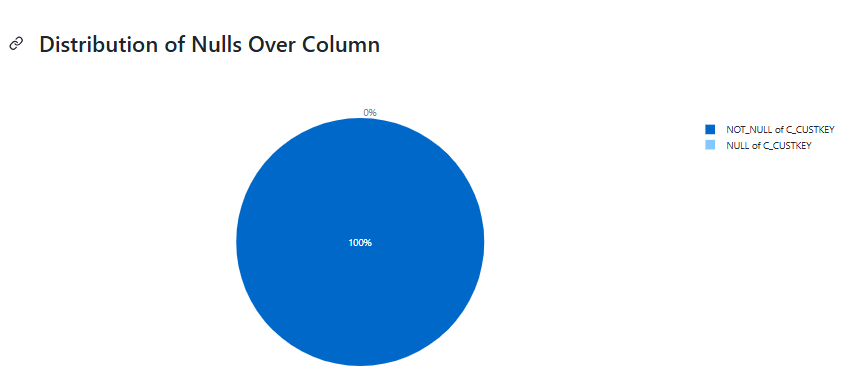 Distribution of Nulls Over Column
0%
NOT_NULL of C_CUSTKEY
NULL of C_CUSTKEY
100%